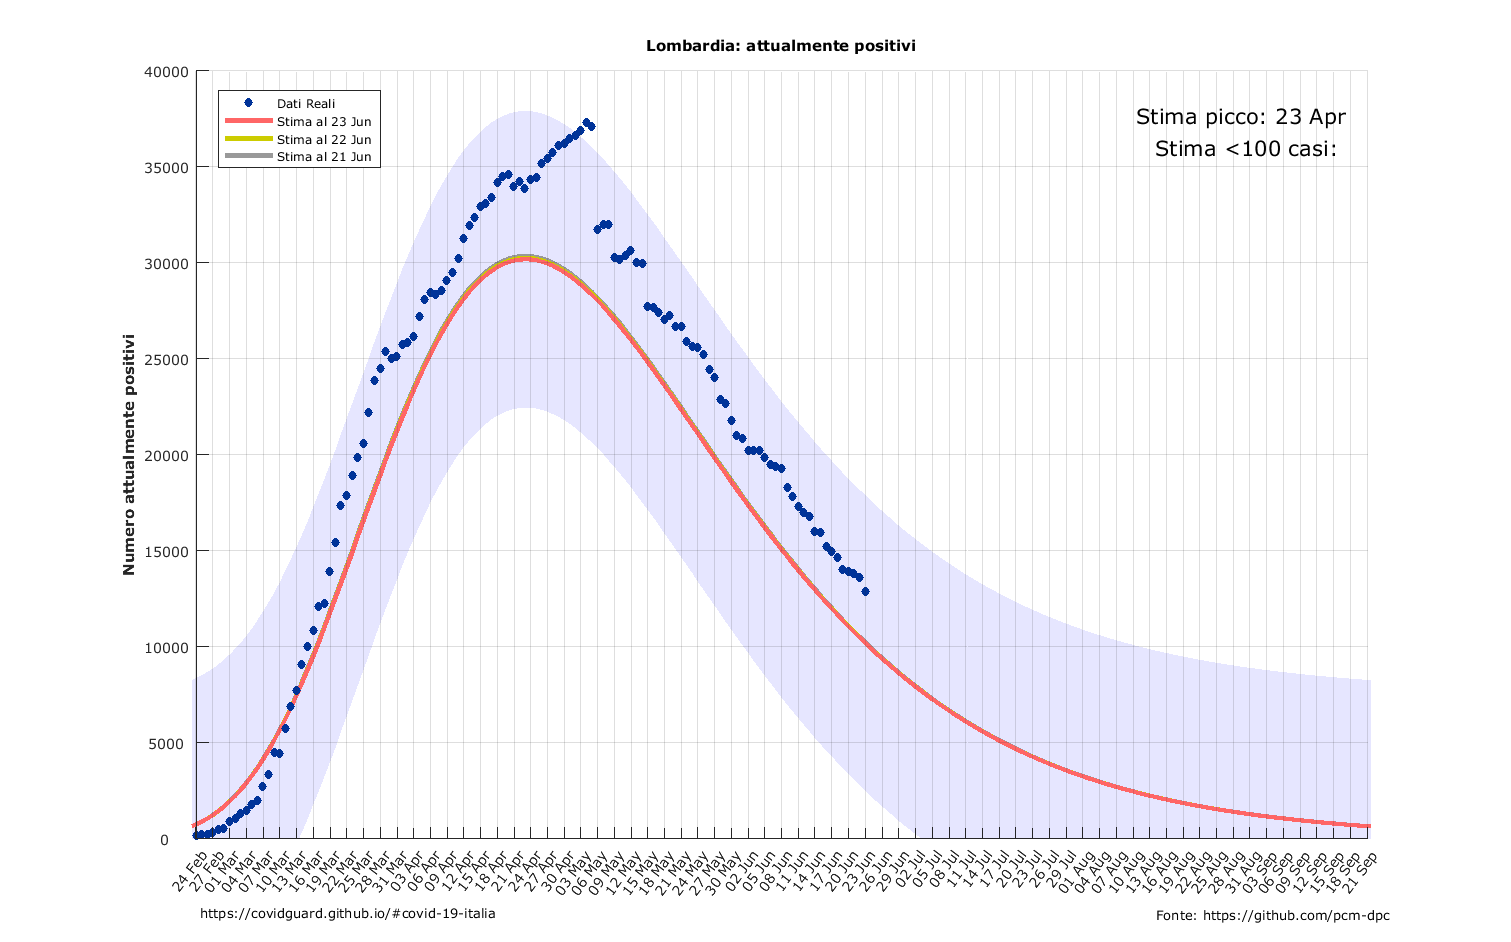 Lombardia: attualmente positivi
40000
35000
30000
25000
20000
15000
10000
5000
0
Numero attualmente positivi
Dati Reali
Stima al 23 Jun
Stima al 22 Jun
Stima al 21 Jun
Stima picco: 23 Apr
Stima <100 casi:
24 Feb
27 Feb
01 Mar
04 Mar
07 Mar
10 Mar
13 Mar
16 Mar
19 Mar
22 Mar
25 Mar
28 Mar
31 Mar
03 Apr
06 Apr
09 Apr
12 Apr
15 Apr
18 Apr
21 Apr
24 Apr
27 Apr
30 Apr
03 May
06 May
09 May
12 May
15 May
18 May
21 May
24 May
27 May
30 May
02 Jun
05 Jun
08 Jun
11 Jun
14 Jun
17 Jun
20 Jun
23 Jun
26 Jun
29 Jun
02 Jul
05 Jul
08 Jul
11 Jul
14 Jul
17 Jul
20 Jul
23 Jul
26 Jul
29 Jul
01 Aug
04 Aug
07 Aug
10 Aug
13 Aug
16 Aug
19 Aug
22 Aug
25 Aug
28 Aug
31 Aug
03 Sep
06 Sep
09 Sep
12 Sep
15 Sep
18 Sep
21 Sep
https://covidguard.github.io/#covid-19-italia
Fonte: https://github.com/pcm-dpc